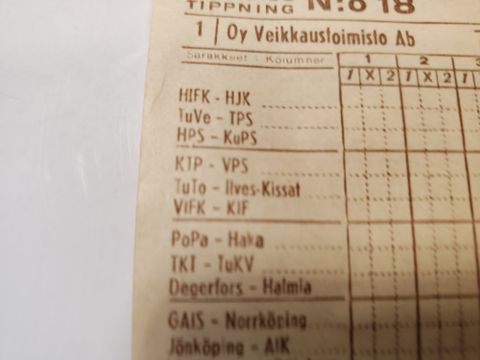 TIPPNING N:o 18
1 Oy Veikkaustoimisto Ab
Sarakkeet - Kolumner 1 2 3
1 X 2 1 X 2 1
HIFK - HJK
TuVe - TPS
HPS - KuPS
KTP - VPS
TuTo - Ilves-Kissat
VIFK - KIF
PoPa - Haka
TKT - TuKV
Degerfors - Halmia
GAIS - Norrköping
Jönköping - AIK